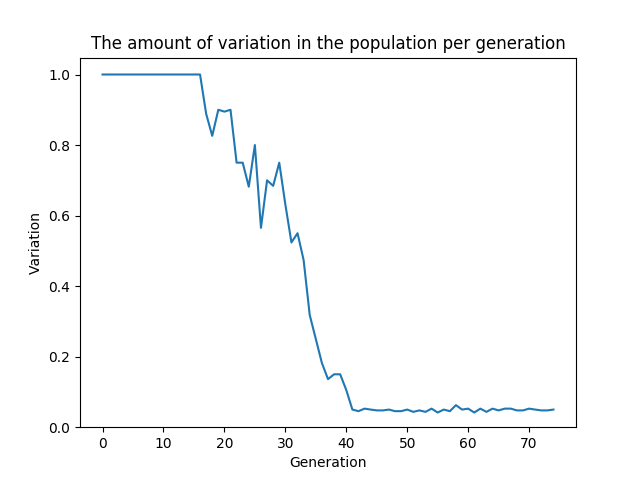 The amount of variation in the population per generation
1.0
0.8
0.6
0.4
0.2
0.0
Variation
0 10 20 30 40 50 60 70
Generation